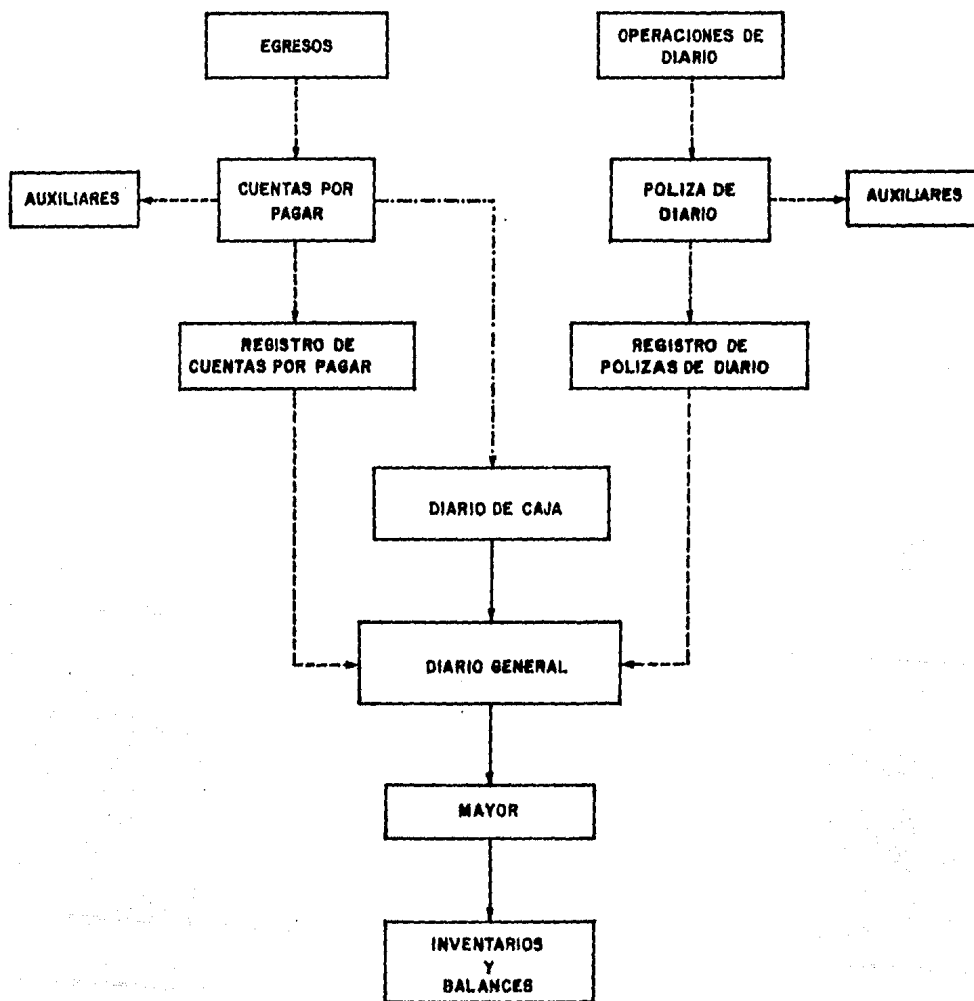 EGRESOS
OPERACIONES DE
DIARIO
AUXILIARES
CUENTAS POR
PAGAR
POLIZA DE
DIARIO
AUXILIARES
REGISTRO DE
CUENTAS POR PAGAR
REGISTRO DE
POLIZAS DE DIARIO
DIARIO DE CAJA
DIARIO GENERAL
MAYOR
INVENTARIOS
Y
BALANCES